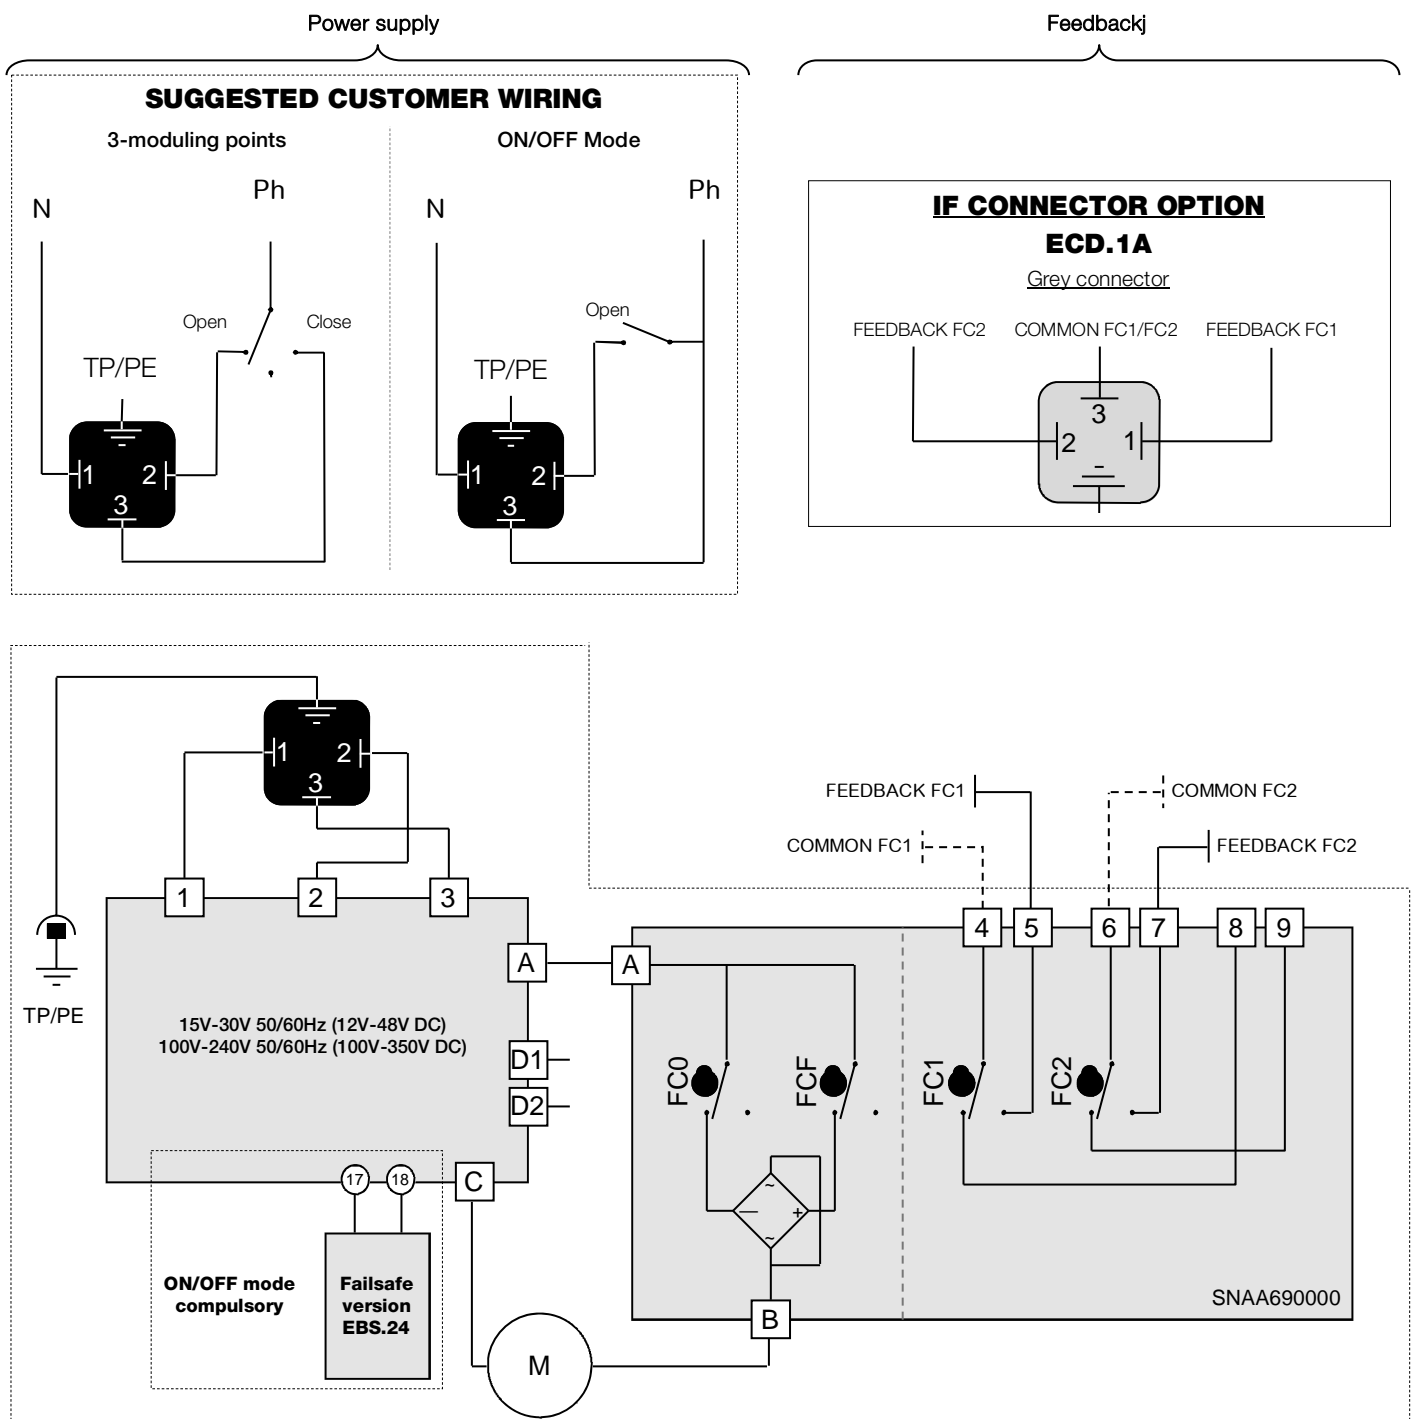 Power supply
Feedbackj
SUGGESTED CUSTOMER WIRING
3-moduling points
ON/OFF Mode
N
Ph
N
Ph
Open
Close
Open
TP/PE
TP/PE
1
2
3
1
2
3
IF CONNECTOR OPTION
ECD.1A
Grey connector
FEEDBACK FC2
COMMON FC1/FC2
FEEDBACK FC1
3
2
1
1
2
3
FEEDBACK FC1
COMMON FC2
COMMON FC1
FEEDBACK FC2
1
2
3
4
5
6
7
8
9
A
A
TP/PE
15V-30V 50/60Hz (12V-48V DC)
100V-240V 50/60Hz (100V-350V DC)
D1
D2
FC0
FCF
FC1
FC2
17
18
C
~
—
+
~
ON/OFF mode
compulsory
Failsafe
version
EBS.24
SNAA690000
B
M